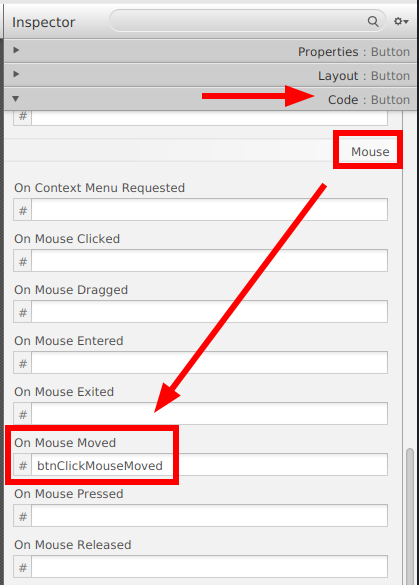 Inspector
Properties : Button
Layout : Button
Code : Button
#
Mouse
On Context Menu Requested
#
On Mouse Clicked
#
On Mouse Dragged
#
On Mouse Entered
#
On Mouse Exited
#
On Mouse Moved
# btnClickMouseMoved
On Mouse Pressed
#
On Mouse Released
#